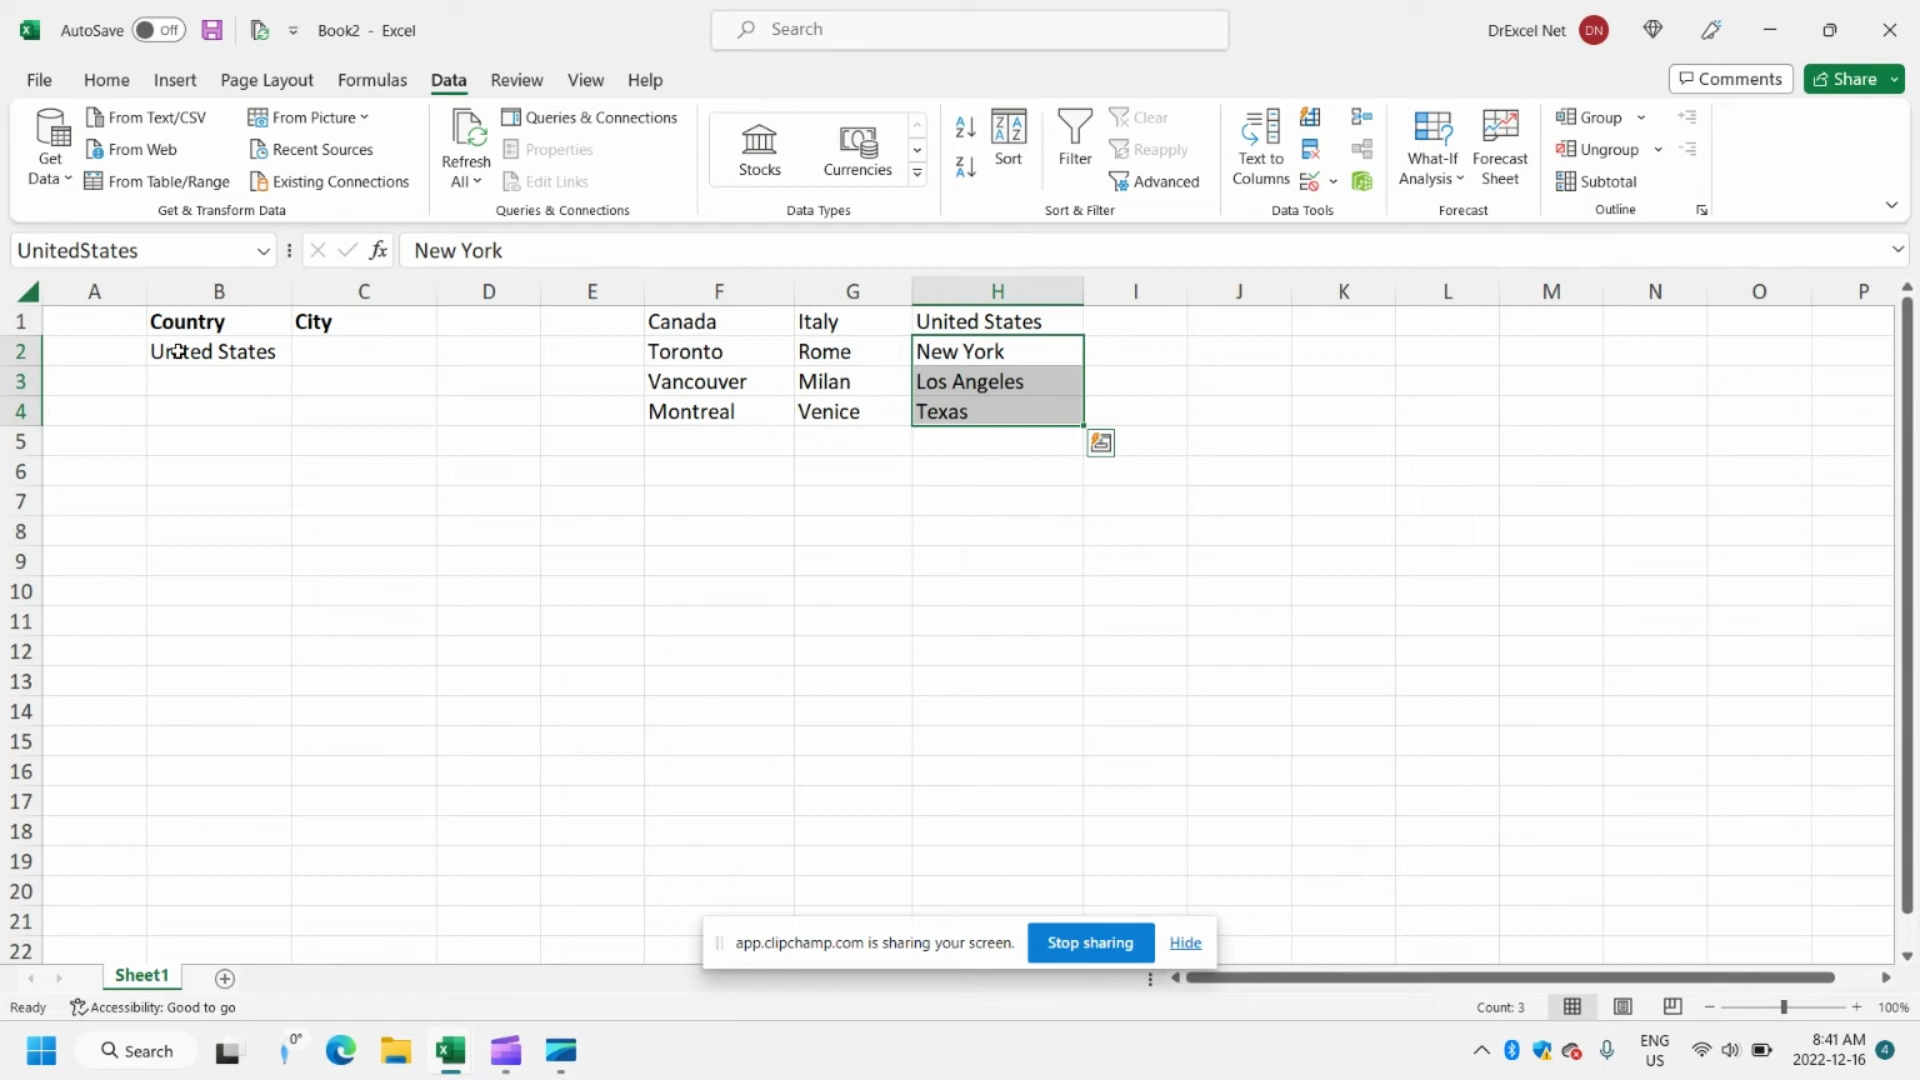 AutoSave Off Book2 - Excel Search DrExcel Net DN
File Home Insert Page Layout Formulas Data Review View Help Comments Share
Get Data
From Text/CSV
From Web
From Table/Range
From Picture
Recent Sources
Existing Connections
Get & Transform Data
Refresh All
Queries & Connections
Properties
Edit Links
Queries & Connections
Stocks
Currencies
Data Types
Sort
Filter
Clear
Reapply
Advanced
Sort & Filter
Text to Columns
Data Tools
What-If Analysis
Forecast Sheet
Forecast
Group
Ungroup
Subtotal
Outline
UnitedStates fx New York
A B C D E F G H I J K L M N O P
1 Country City Canada Italy United States
2 United States Toronto Rome New York
3 Vancouver Milan Los Angeles
4 Montreal Venice Texas
5
6
7
8
9
10
11
12
13
14
15
16
17
18
19
20
21
22
app.clipchamp.com is sharing your screen. Stop sharing Hide
Sheet1
Ready Accessibility: Good to go Count: 3 100%
Search 0° ENG US 8:41 AM 2022-12-16 4